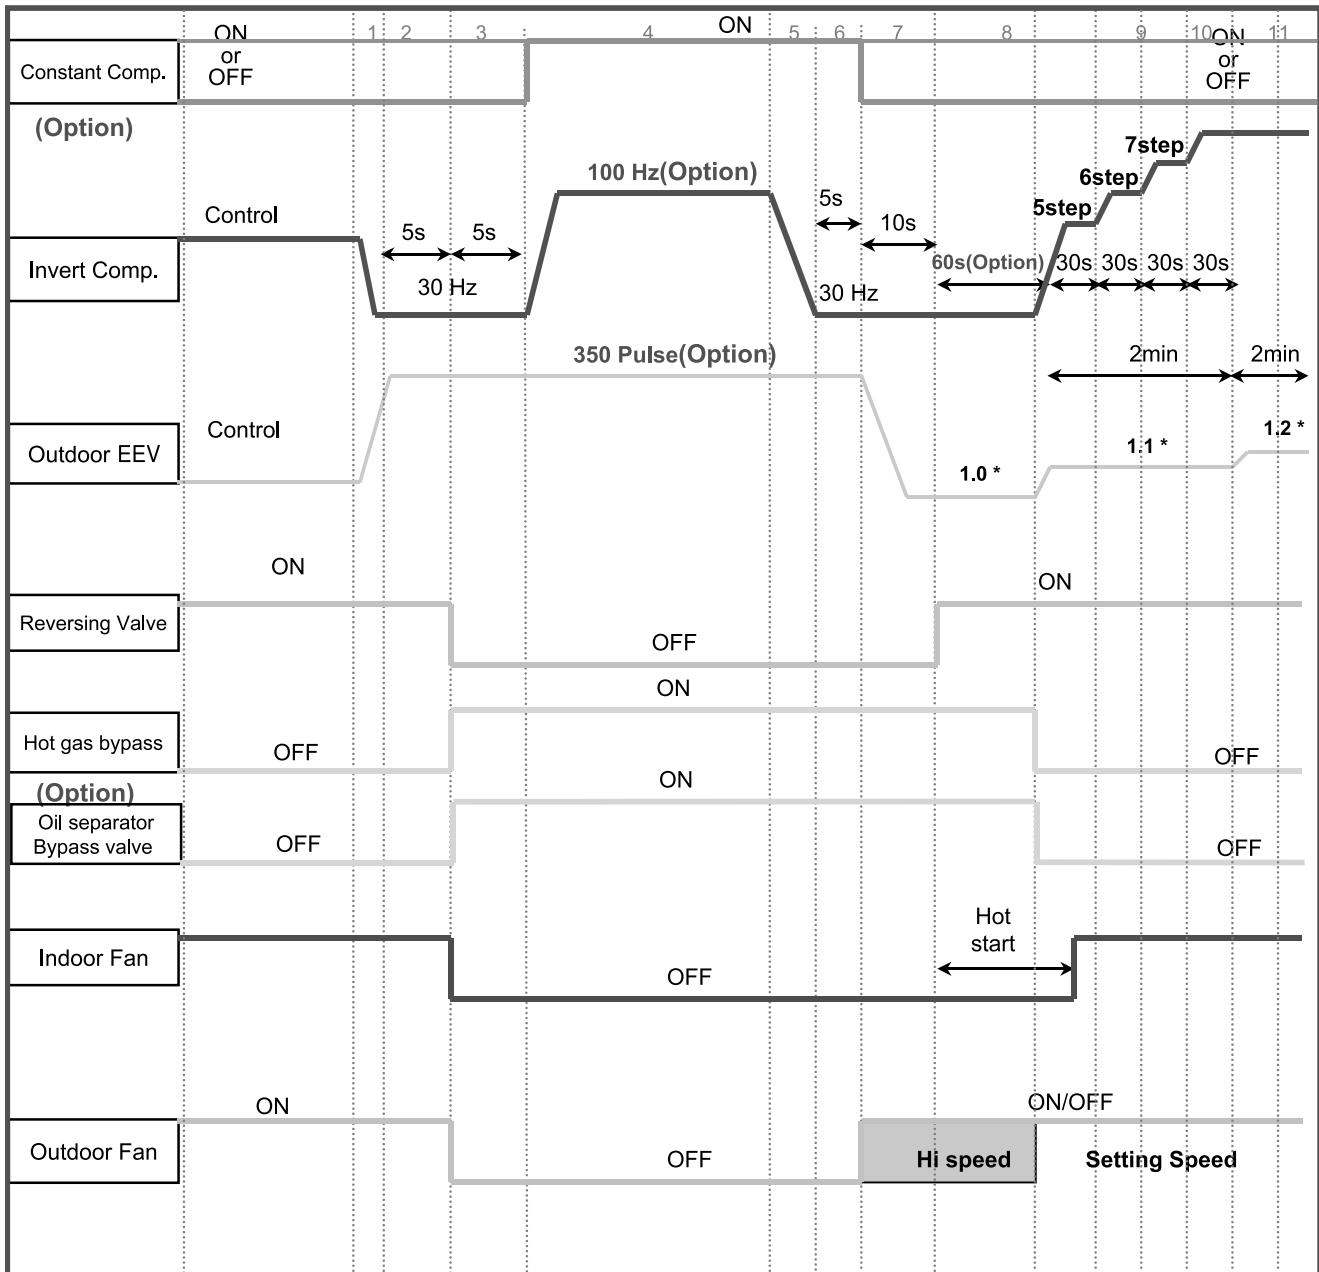 ON
or
OFF
1 2 3 4 ON 5 6 7 8 9 10 11
ON
or
OFF
Constant Comp.
(Option)
7step
100 Hz(Option)
6step
5s
5step
Control
10s
5s 5s
60s(Option) 30s 30s 30s 30s
Invert Comp.
30 Hz
30 Hz
350 Pulse(Option)
2min 2min
Control
1.2 *
1.1 *
Outdoor EEV
1.0 *
ON
ON
Reversing Valve
OFF
ON
Hot gas bypass
OFF
OFF
(Option)
ON
Oil separator
Bypass valve
OFF
OFF
Hot
start
Indoor Fan
OFF
ON
ON/OFF
Outdoor Fan
OFF
Hi speed
Setting Speed